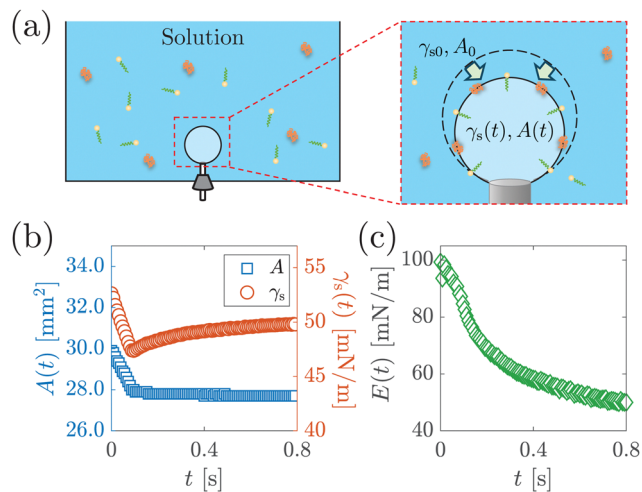 (a)
Solution
γs0, A0
γs(t), A(t)
(b)
A(t) [mm²]
34.0
32.0
30.0
28.0
26.0
A
γs
55
50
45
40
γs(t) [mN/m]
0
0.4
0.8
t [s]
(c)
E(t) [mN/m]
100
80
60
40
0
0.4
0.8
t [s]